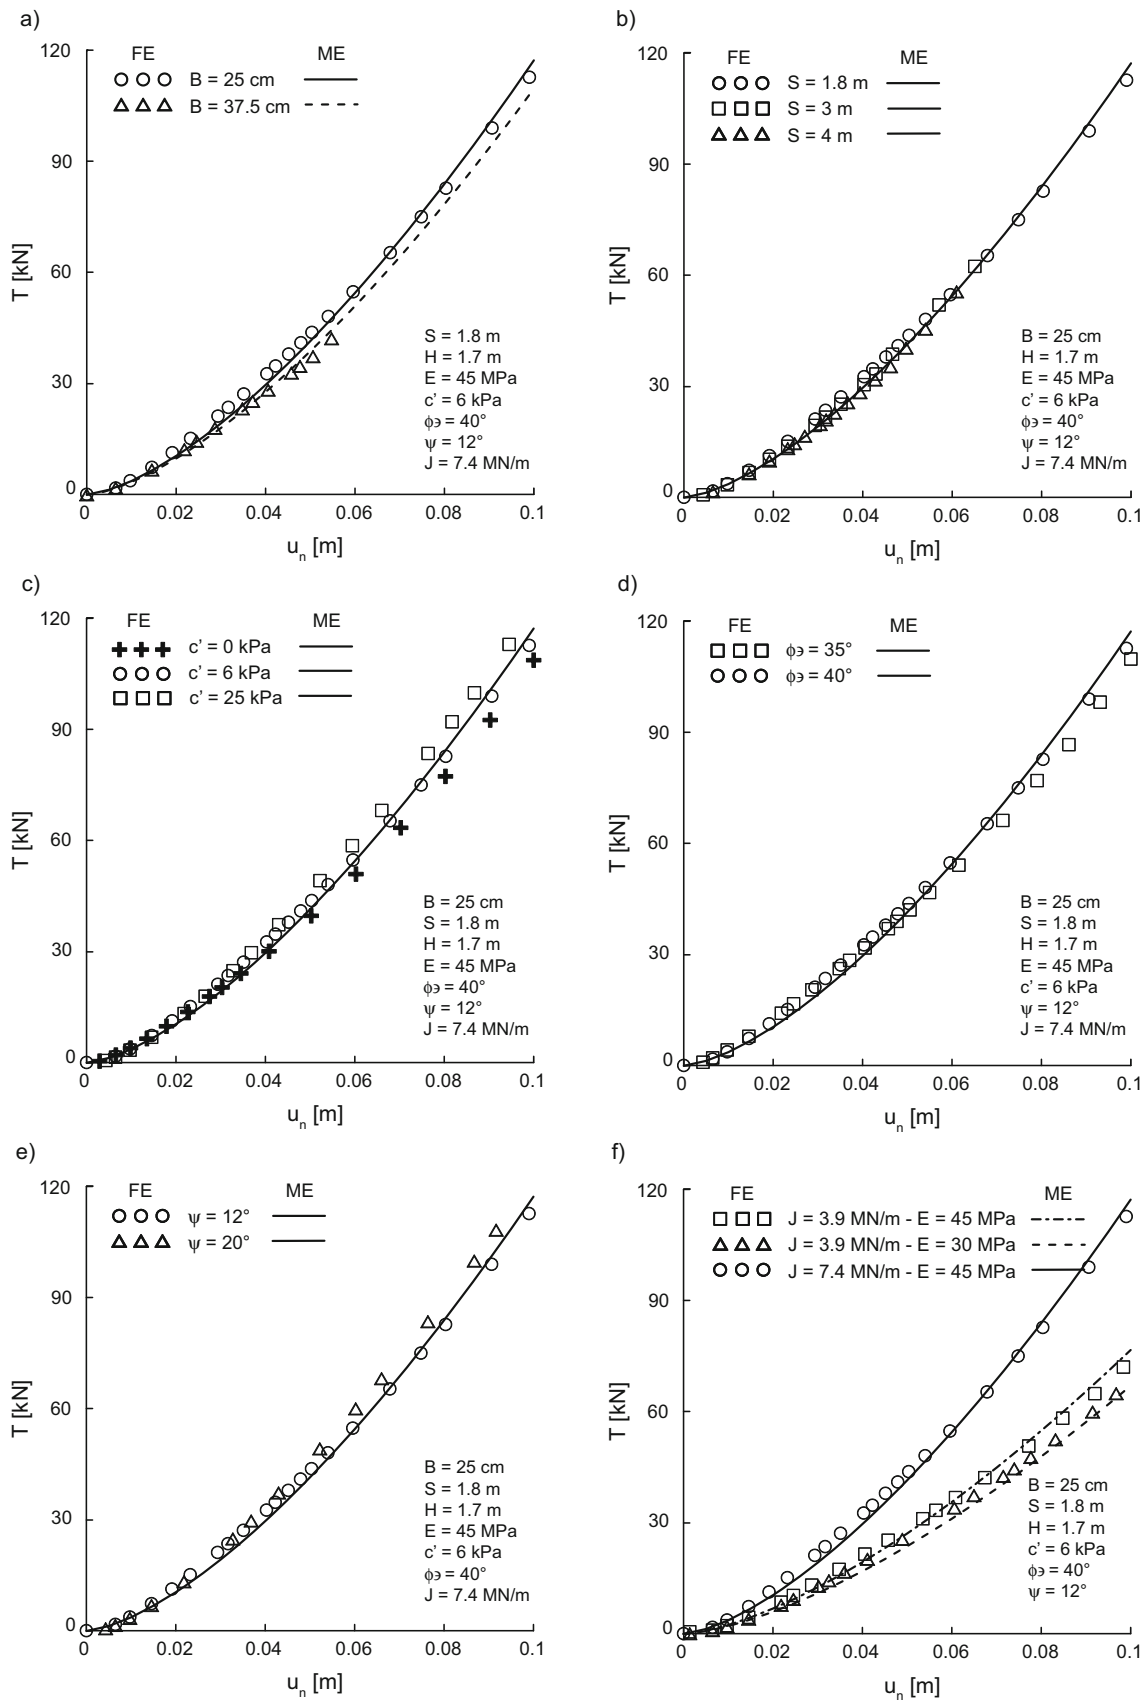 a)
FE ME
B = 25 cm
B = 37.5 cm
120
90
60
30
0
T [kN]
S = 1.8 m
H = 1.7 m
E = 45 MPa
c' = 6 kPa
ϕ϶ = 40°
ψ = 12°
J = 7.4 MN/m
0 0.02 0.04 0.06 0.08 0.1
u_n [m]
b)
FE ME
S = 1.8 m
S = 3 m
S = 4 m
120
90
60
30
0
T [kN]
B = 25 cm
H = 1.7 m
E = 45 MPa
c' = 6 kPa
ϕ϶ = 40°
ψ = 12°
J = 7.4 MN/m
0 0.02 0.04 0.06 0.08 0.1
u_n [m]
c)
FE ME
c' = 0 kPa
c' = 6 kPa
c' = 25 kPa
120
90
60
30
0
T [kN]
B = 25 cm
S = 1.8 m
H = 1.7 m
E = 45 MPa
ϕ϶ = 40°
ψ = 12°
J = 7.4 MN/m
0 0.02 0.04 0.06 0.08 0.1
u_n [m]
d)
FE ME
ϕ϶ = 35°
ϕ϶ = 40°
120
90
60
30
0
T [kN]
B = 25 cm
S = 1.8 m
H = 1.7 m
E = 45 MPa
c' = 6 kPa
ψ = 12°
J = 7.4 MN/m
0 0.02 0.04 0.06 0.08 0.1
u_n [m]
e)
FE ME
ψ = 12°
ψ = 20°
120
90
60
30
0
T [kN]
B = 25 cm
S = 1.8 m
H = 1.7 m
E = 45 MPa
c' = 6 kPa
ϕ϶ = 40°
J = 7.4 MN/m
0 0.02 0.04 0.06 0.08 0.1
u_n [m]
f)
FE ME
J = 3.9 MN/m - E = 45 MPa
J = 3.9 MN/m - E = 30 MPa
J = 7.4 MN/m - E = 45 MPa
120
90
60
30
0
T [kN]
B = 25 cm
S = 1.8 m
H = 1.7 m
c' = 6 kPa
ϕ϶ = 40°
ψ = 12°
0 0.02 0.04 0.06 0.08 0.1
u_n [m]